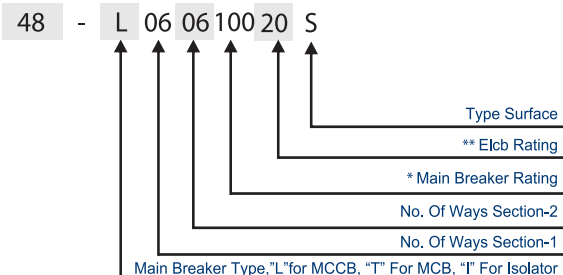 48 - L 06 06 100 20 S
Type Surface
** Elcb Rating
* Main Breaker Rating
No. Of Ways Section-2
No. Of Ways Section-1
Main Breaker Type,"L"for MCCB, “T” For MCB, “I” For Isolator